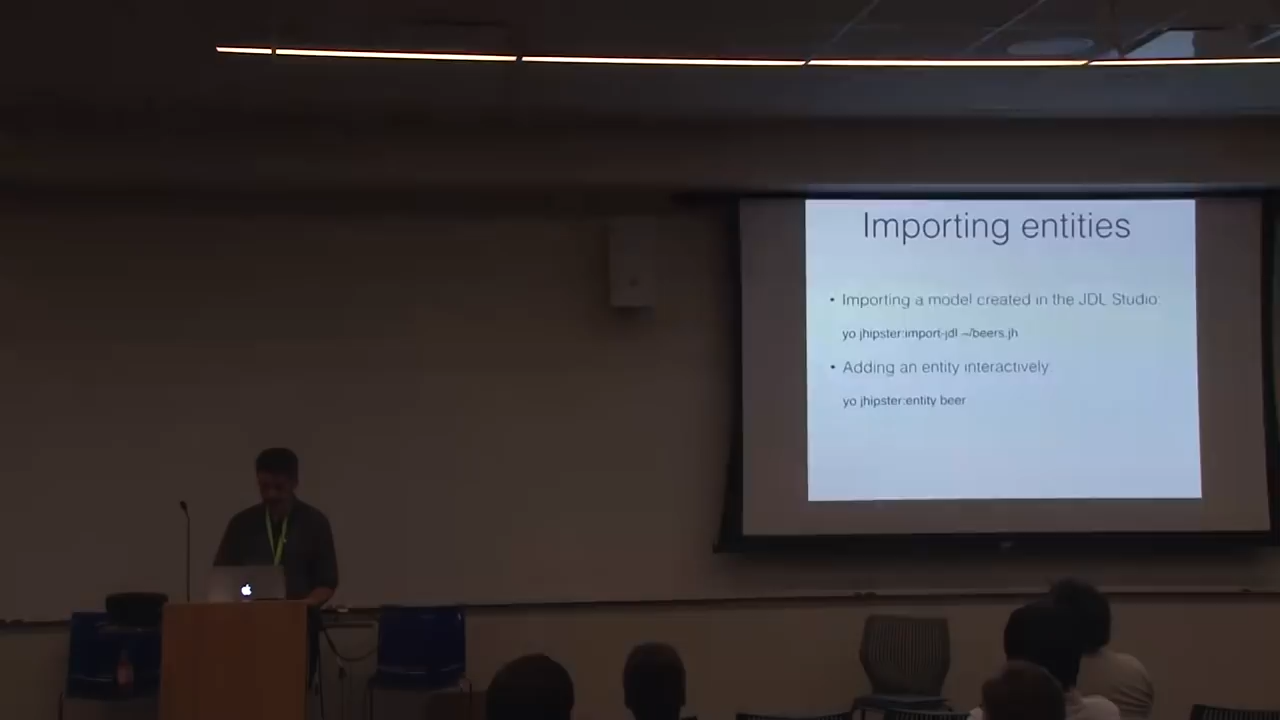 Importing entities
• Importing a model created in the JDL Studio:
yo jhipster:import-jdl ~/beers.jh
• Adding an entity interactively:
yo jhipster:entity beer